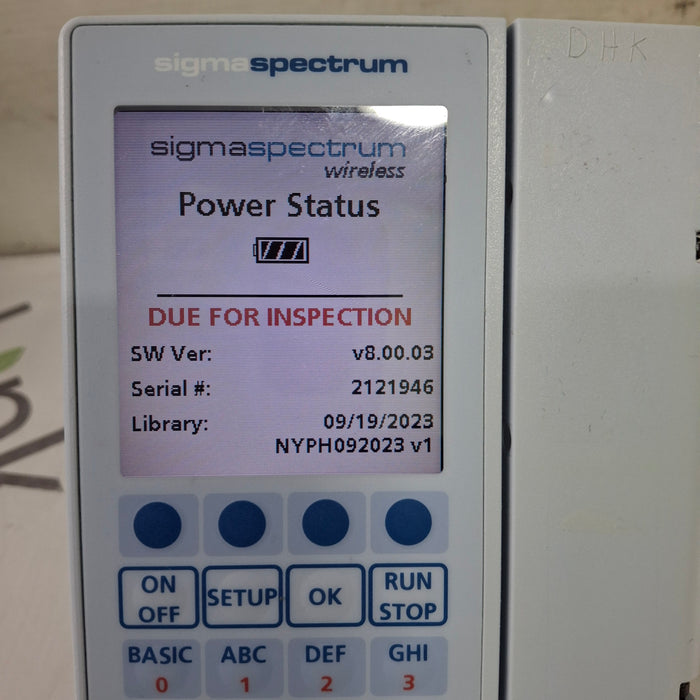 DHK
sigmaspectrum
sigmaspectrum
wireless
Power Status
DUE FOR INSPECTION
SW Ver: v8.00.03
Serial #: 2121946
Library: 09/19/2023
NYPH092023 v1
ON OFF
SETUP
OK
RUN STOP
BASIC 0
ABC 1
DEF 2
GHI 3